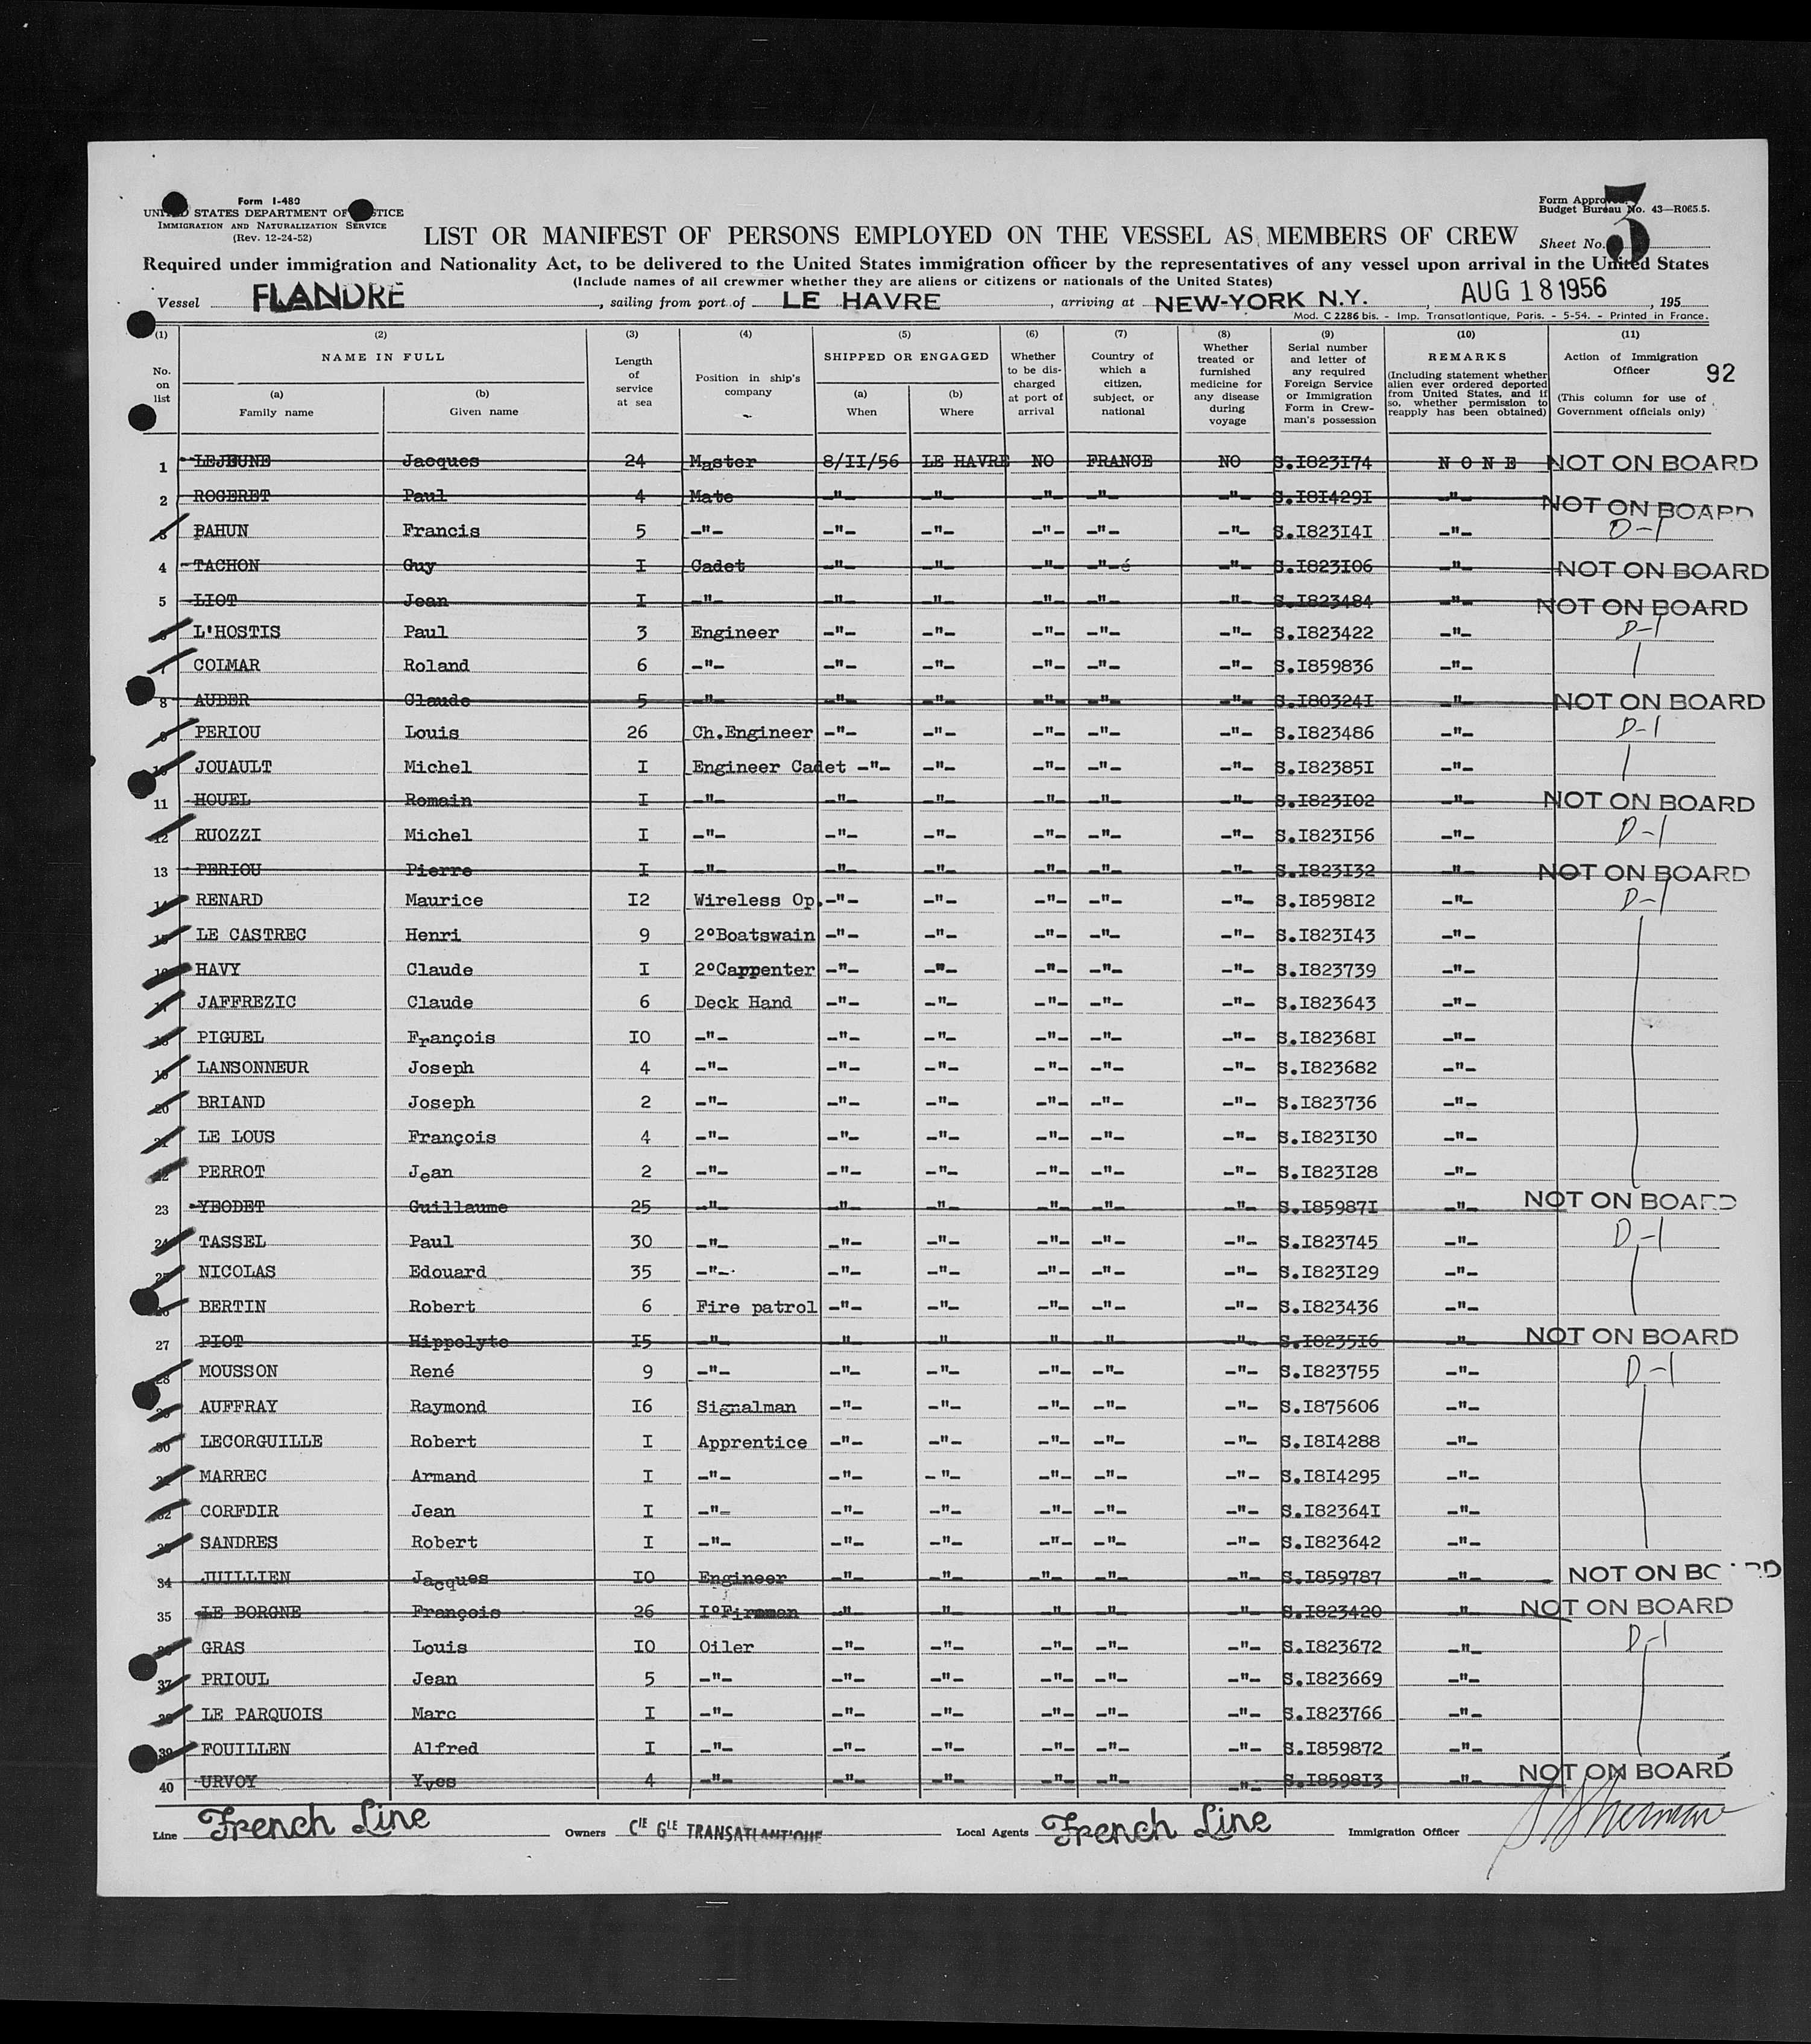 Form I-480
UNITED STATES DEPARTMENT OF JUSTICE
IMMIGRATION AND NATURALIZATION SERVICE
(Rev. 12-24-52)
Form Approved.
Budget Bureau No. 43—R065.5.
Sheet No. 3
LIST OR MANIFEST OF PERSONS EMPLOYED ON THE VESSEL AS MEMBERS OF CREW
Required under immigration and Nationality Act, to be delivered to the United States immigration officer by the representatives of any vessel upon arrival in the United States
(Include names of all crewmer whether they are aliens or citizens or nationals of the United States)
Vessel FLANDRE, sailing from port of LE HAVRE, arriving at NEW-YORK N.Y., AUG 18 1956, 195
Mod. C 2286 bis. - Imp. Transatlantique, Paris. - 5-54. - Printed in France.
(1) (2) (3) (4) (5) (6) (7) (8) (9) (10) (11)
No. on list
NAME IN FULL
(a) Family name
(b) Given name
Length of service at sea
Position in ship's company
SHIPPED OR ENGAGED
(a) When
(b) Where
Whether to be discharged at port of arrival
Country of which a citizen, subject, or national
Whether treated or furnished medicine for any disease during voyage
Serial number and letter of any required Foreign Service or Immigration Form in Crewman's possession
REMARKS
(Including statement whether alien ever ordered deported from United States, and if so, whether permission to reapply has been obtained)
Action of Immigration Officer
(This column for use of Government officials only)
92
1 LEJEUNE Jacques 24 Master 8/II/56 LE HAVRE NO FRANCE NO S.I823I74 N O N E NOT ON BOARD
2 ROGERET Paul 4 Mate -"- -"- -"- -"- -"- S.I8I429I -"- NOT ON BOARD
3 BAHUN Francis 5 -"- -"- -"- -"- -"- -"- S.I823I4I -"- D-1
4 TACHON Guy I Cadet -"- -"- -"- -"-é -"- S.I823I06 -"- NOT ON BOARD
5 LIOT Jean I -"- -"- -"- -"- -"- -"- S.I823484 -"- NOT ON BOARD
6 L'HOSTIS Paul 3 Engineer -"- -"- -"- -"- -"- S.I823422 -"- D-1
7 COLMAR Roland 6 -"- -"- -"- -"- -"- -"- S.I859836 -"-
8 AUBER Claude 5 -"- -"- -"- -"- -"- -"- S.I80324I -"- NOT ON BOARD
9 PERIOU Louis 26 Ch.Engineer -"- -"- -"- -"- -"- S.I823486 -"- D-1
10 JOUAULT Michel I Engineer Cadet -"- -"- -"- -"- -"- S.I82385I -"-
11 HOUEL Romain I -"- -"- -"- -"- -"- -"- S.I823I02 -"- NOT ON BOARD
12 RUOZZI Michel I -"- -"- -"- -"- -"- -"- S.I823I56 -"- D-1
13 PERIOU Pierre I -"- -"- -"- -"- -"- -"- S.I823I32 -"- NOT ON BOARD
14 RENARD Maurice I2 Wireless Op. -"- -"- -"- -"- -"- S.I8598I2 -"- D-1
15 LE CASTREC Henri 9 2°Boatswain -"- -"- -"- -"- -"- S.I823I43 -"-
16 HAVY Claude I 2°Carpenter -"- -"- -"- -"- -"- S.I823739 -"-
17 JAFFREZIC Claude 6 Deck Hand -"- -"- -"- -"- -"- S.I823643 -"-
18 PIGUEL François IO -"- -"- -"- -"- -"- -"- S.I82368I -"-
19 LANSONNEUR Joseph 4 -"- -"- -"- -"- -"- -"- S.I823682 -"-
20 BRIAND Joseph 2 -"- -"- -"- -"- -"- -"- S.I823736 -"-
21 LE LOUS François 4 -"- -"- -"- -"- -"- -"- S.I823I30 -"-
22 PERROT Jean 2 -"- -"- -"- -"- -"- -"- S.I823I28 -"-
23 YEODET Guillaume 25 -"- -"- -"- -"- -"- -"- S.I85987I -"- NOT ON BOARD
24 TASSEL Paul 30 -"- -"- -"- -"- -"- -"- S.I823745 -"- D-1
25 NICOLAS Edouard 35 -"- -"- -"- -"- -"- -"- S.I823I29 -"-
26 BERTIN Robert 6 Fire patrol -"- -"- -"- -"- -"- S.I823436 -"-
27 PIOT Hippolyte I5 -"- -"- -"- -"- -"- -"- S.I8235I6 -"- NOT ON BOARD
28 MOUSSON René 9 -"- -"- -"- -"- -"- -"- S.I823755 -"- D-1
29 AUFFRAY Raymond I6 Signalman -"- -"- -"- -"- -"- S.I875606 -"-
30 LECORGUILLE Robert I Apprentice -"- -"- -"- -"- -"- S.I8I4288 -"-
31 MARREC Armand I -"- -"- -"- -"- -"- -"- S.I8I4295 -"-
32 CORFDIR Jean I -"- -"- -"- -"- -"- -"- S.I82364I -"-
33 SANDRES Robert I -"- -"- -"- -"- -"- -"- S.I823642 -"-
34 JUILLIEN Jacques IO Engineer -"- -"- -"- -"- -"- S.I859787 -"- NOT ON BOARD
35 LE BORGNE François 26 I°Fireman -"- -"- -"- -"- -"- S.I823420 -"- NOT ON BOARD
36 GRAS Louis IO Oiler -"- -"- -"- -"- -"- S.I823672 -"- D-1
37 PRIOUL Jean 5 -"- -"- -"- -"- -"- -"- S.I823669 -"-
38 LE PARQUOIS Marc I -"- -"- -"- -"- -"- -"- S.I823766 -"-
39 FOUILLEN Alfred I -"- -"- -"- -"- -"- -"- S.I859872 -"-
40 URVOY Yves 4 -"- -"- -"- -"- -"- -"- S.I8598I3 -"- NOT ON BOARD
Line French Line Owners CIE GLE TRANSATLANTIQUE Local Agents French Line Immigration Officer